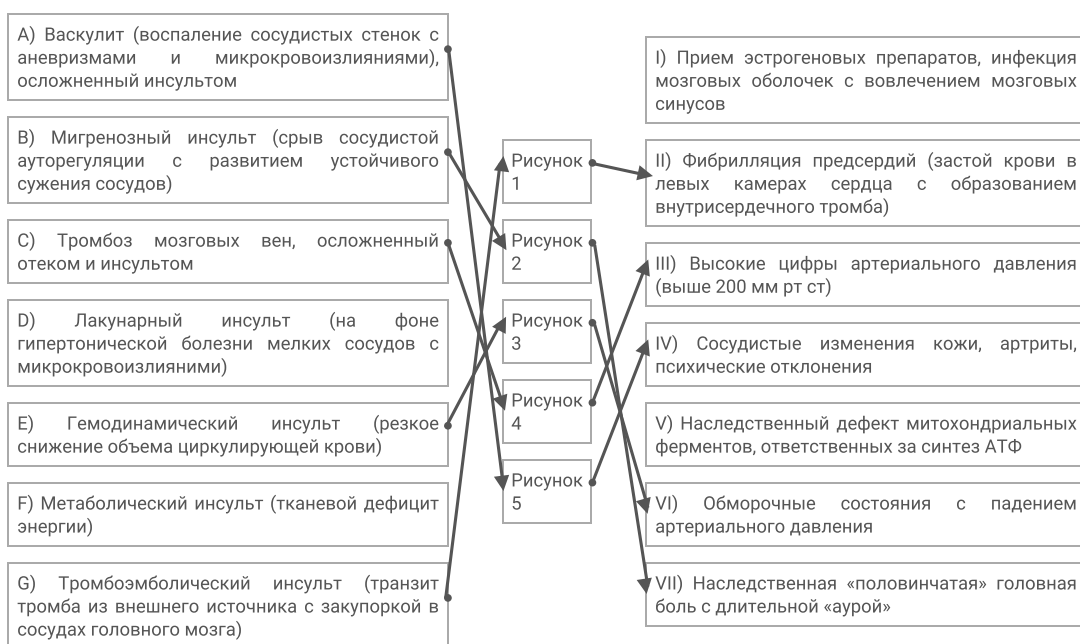 А) Васкулит (воспаление сосудистых стенок с
аневризмами и микрокровоизлияниями),
осложненный инсультом
B) Мигренозный инсульт (срыв сосудистой
ауторегуляции с развитием устойчивого
сужения сосудов)
C) Тромбоз мозговых вен, осложненный
отеком и инсультом
D) Лакунарный инсульт (на фоне
гипертонической болезни мелких сосудов с
микрокровоизлияними)
E) Гемодинамический инсульт (резкое
снижение объема циркулирующей крови)
F) Метаболический инсульт (тканевой дефицит
энергии)
G) Тромбоэмболический инсульт (транзит
тромба из внешнего источника с закупоркой в
сосудах головного мозга)
Рисунок
1
Рисунок
2
Рисунок
3
Рисунок
4
Рисунок
5
I) Прием эстрогеновых препаратов, инфекция
мозговых оболочек с вовлечением мозговых
синусов
II) Фибрилляция предсердий (застой крови в
левых камерах сердца с образованием
внутрисердечного тромба)
III) Высокие цифры артериального давления
(выше 200 мм рт ст)
IV) Сосудистые изменения кожи, артриты,
психические отклонения
V) Наследственный дефект митохондриальных
ферментов, ответственных за синтез АТФ
VI) Обморочные состояния с падением
артериального давления
VII) Наследственная «половинчатая» головная
боль с длительной «аурой»